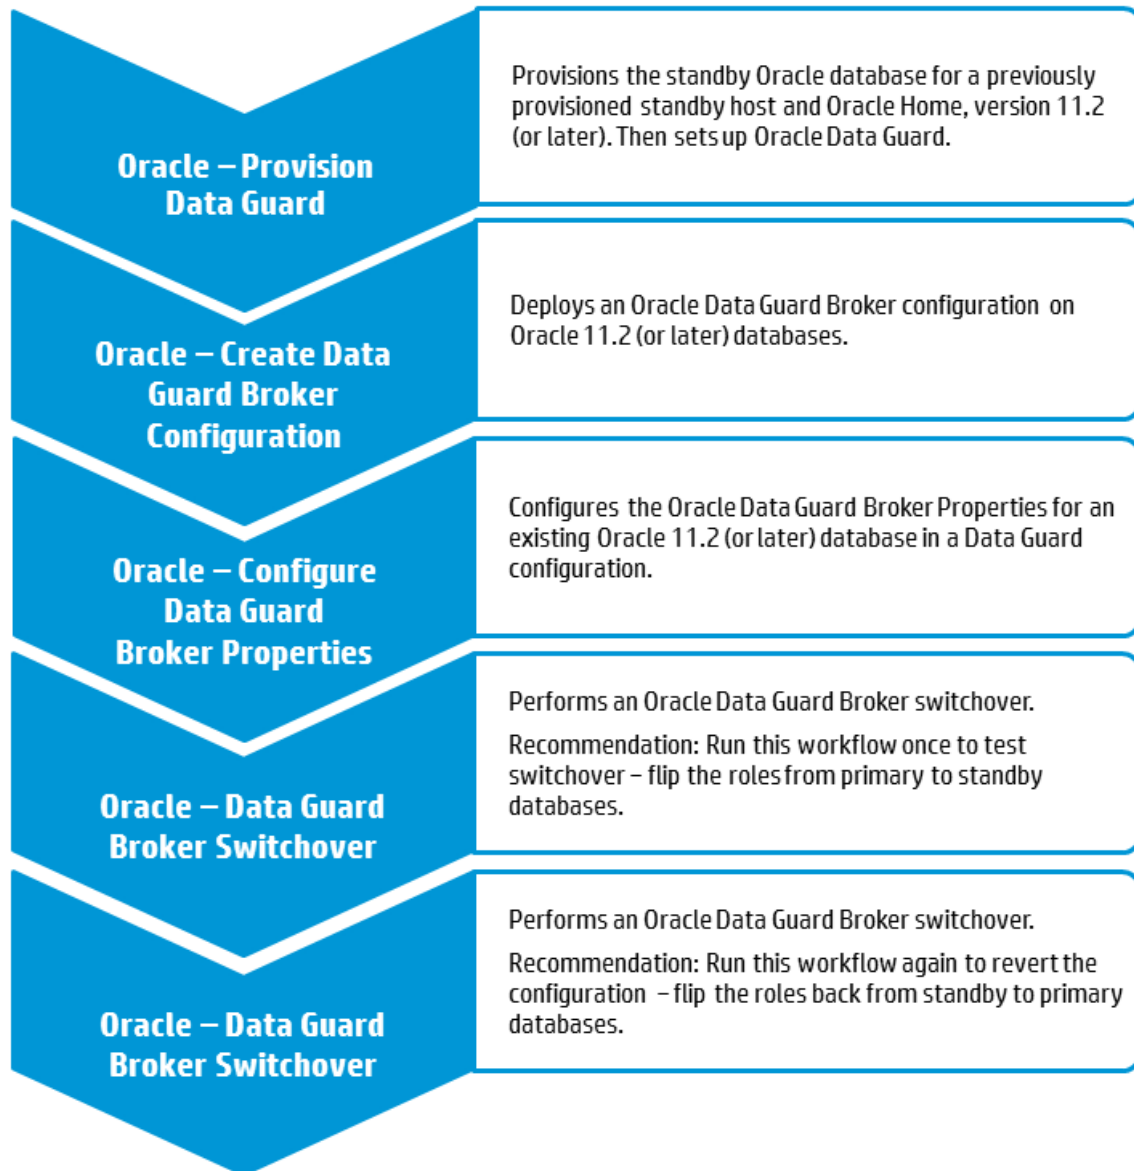 Oracle – Provision
Data Guard
Provisions the standby Oracle database for a previously
provisioned standby host and Oracle Home, version 11.2
(or later). Then sets up Oracle Data Guard.
Oracle – Create Data
Guard Broker
Configuration
Deploys an Oracle Data Guard Broker configuration on
Oracle 11.2 (or later) databases.
Oracle – Configure
Data Guard
Broker Properties
Configures the Oracle Data Guard Broker Properties for an
existing Oracle 11.2 (or later) database in a Data Guard
configuration.
Oracle – Data Guard
Broker Switchover
Performs an Oracle Data Guard Broker switchover.
Recommendation: Run this workflow once to test
switchover – flip the roles from primary to standby
databases.
Oracle – Data Guard
Broker Switchover
Performs an Oracle Data Guard Broker switchover.
Recommendation: Run this workflow again to revert the
configuration – flip the roles back from standby to primary
databases.